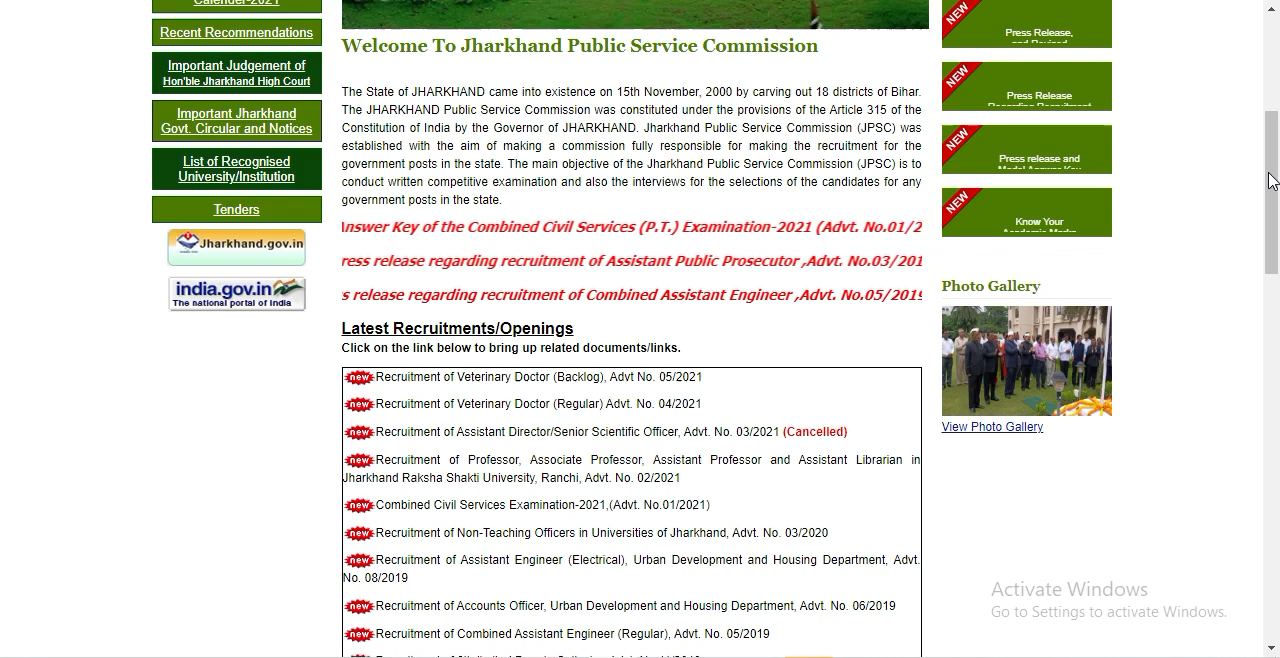 Calender-2021
Recent Recommendations
Important Judgement of
Hon'ble Jharkhand High Court
Important Jharkhand
Govt. Circular and Notices
List of Recognised
University/Institution
Tenders
Jharkhand.gov.in
india.gov.in
The national portal of India
Welcome To Jharkhand Public Service Commission
The State of JHARKHAND came into existence on 15th November, 2000 by carving out 18 districts of Bihar.
The JHARKHAND Public Service Commission was constituted under the provisions of the Article 315 of the
Constitution of India by the Governor of JHARKHAND. Jharkhand Public Service Commission (JPSC) was
established with the aim of making a commission fully responsible for making the recruitment for the
government posts in the state. The main objective of the Jharkhand Public Service Commission (JPSC) is to
conduct written competitive examination and also the interviews for the selections of the candidates for any
government posts in the state.
Answer Key of the Combined Civil Services (P.T.) Examination-2021 (Advt. No.01/2
ress release regarding recruitment of Assistant Public Prosecutor ,Advt. No.03/201
s release regarding recruitment of Combined Assistant Engineer ,Advt. No.05/2019
Latest Recruitments/Openings
Click on the link below to bring up related documents/links.
new Recruitment of Veterinary Doctor (Backlog), Advt No. 05/2021
new Recruitment of Veterinary Doctor (Regular) Advt. No. 04/2021
new Recruitment of Assistant Director/Senior Scientific Officer, Advt. No. 03/2021 (Cancelled)
new Recruitment of Professor, Associate Professor, Assistant Professor and Assistant Librarian in
Jharkhand Raksha Shakti University, Ranchi, Advt. No. 02/2021
new Combined Civil Services Examination-2021,(Advt. No.01/2021)
new Recruitment of Non-Teaching Officers in Universities of Jharkhand, Advt. No. 03/2020
new Recruitment of Assistant Engineer (Electrical), Urban Development and Housing Department, Advt.
No. 08/2019
new Recruitment of Accounts Officer, Urban Development and Housing Department, Advt. No. 06/2019
new Recruitment of Combined Assistant Engineer (Regular), Advt. No. 05/2019
NEW
Press Release,
and Revised
NEW
Press Release
Regarding Recruitment
NEW
Press release and
Model Answer Key
NEW
Know Your
Academic Marks
Photo Gallery
View Photo Gallery
Activate Windows
Go to Settings to activate Windows.